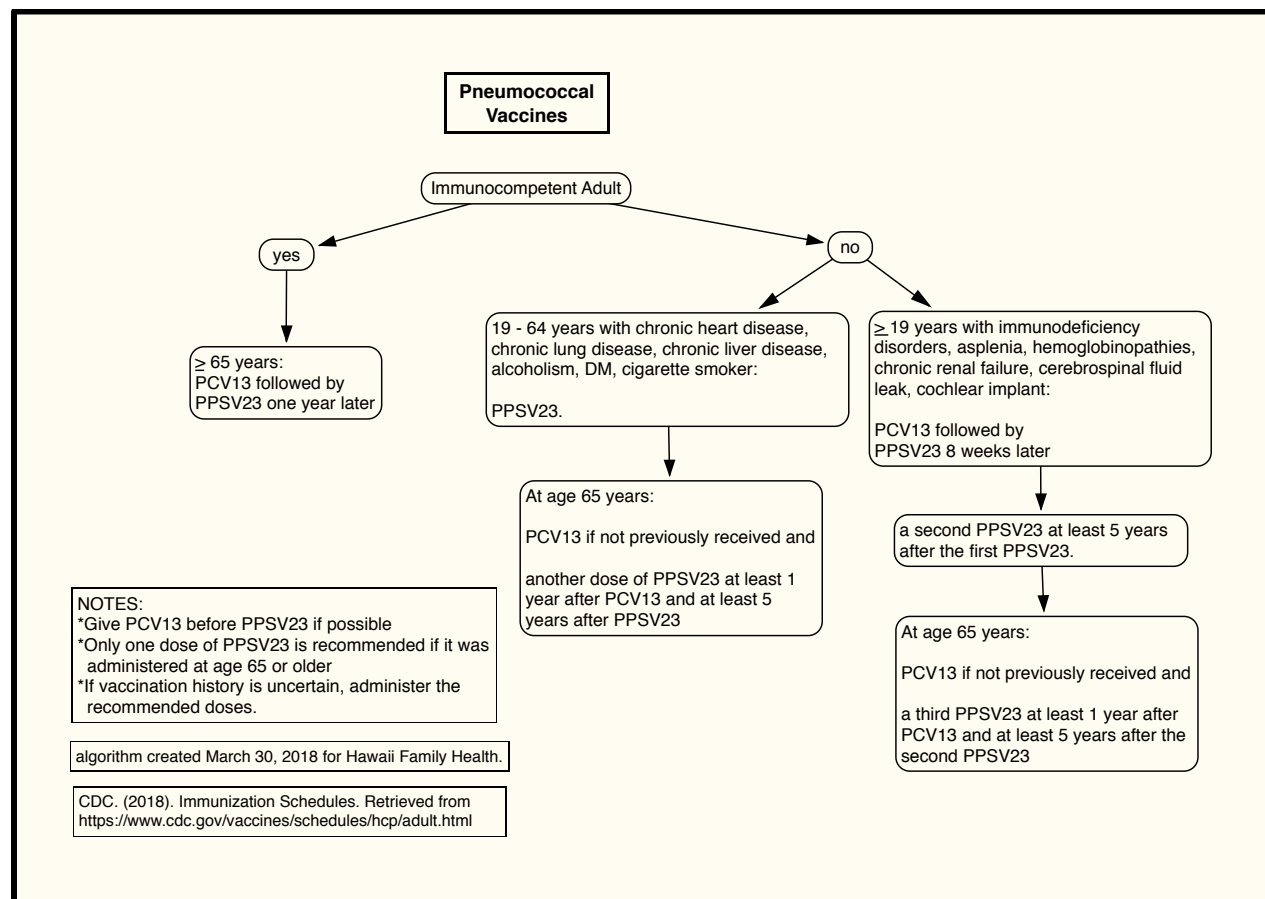 Pneumococcal
Vaccines
Immunocompetent Adult
yes
no
≥ 65 years:
PCV13 followed by
PPSV23 one year later
19 - 64 years with chronic heart disease,
chronic lung disease, chronic liver disease,
alcoholism, DM, cigarette smoker:
PPSV23.
≥ 19 years with immunodeficiency
disorders, asplenia, hemoglobinopathies,
chronic renal failure, cerebrospinal fluid
leak, cochlear implant:
PCV13 followed by
PPSV23 8 weeks later
At age 65 years:
PCV13 if not previously received and
another dose of PPSV23 at least 1
year after PCV13 and at least 5
years after PPSV23
a second PPSV23 at least 5 years
after the first PPSV23.
At age 65 years:
PCV13 if not previously received and
a third PPSV23 at least 1 year after
PCV13 and at least 5 years after the
second PPSV23
NOTES:
*Give PCV13 before PPSV23 if possible
*Only one dose of PPSV23 is recommended if it was
administered at age 65 or older
*If vaccination history is uncertain, administer the
recommended doses.
algorithm created March 30, 2018 for Hawaii Family Health.
CDC. (2018). Immunization Schedules. Retrieved from
https://www.cdc.gov/vaccines/schedules/hcp/adult.html